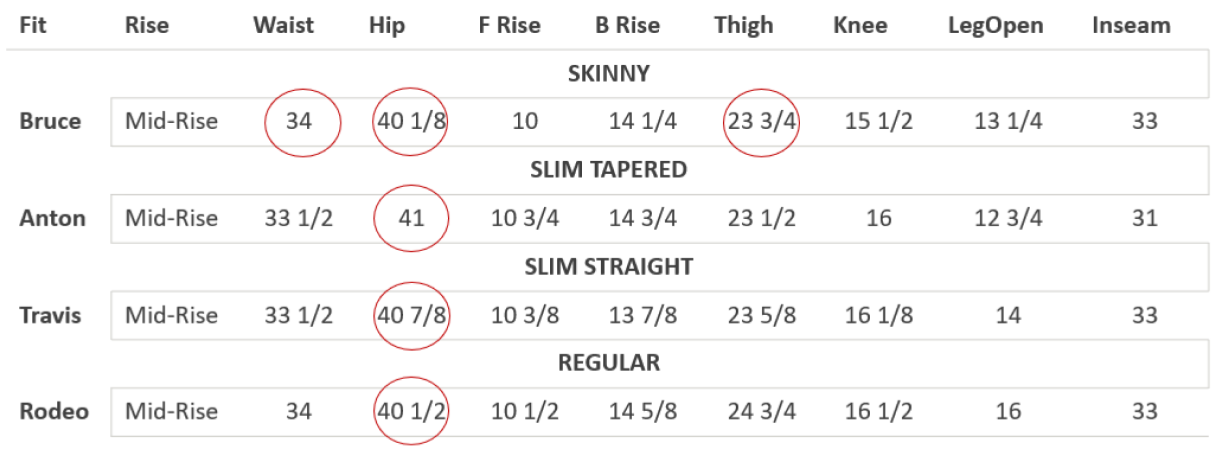 Fit Rise Waist Hip F Rise B Rise Thigh Knee LegOpen Inseam
SKINNY
Bruce Mid-Rise 34 40 1/8 10 14 1/4 23 3/4 15 1/2 13 1/4 33
SLIM TAPERED
Anton Mid-Rise 33 1/2 41 10 3/4 14 3/4 23 1/2 16 12 3/4 31
SLIM STRAIGHT
Travis Mid-Rise 33 1/2 40 7/8 10 3/8 13 7/8 23 5/8 16 1/8 14 33
REGULAR
Rodeo Mid-Rise 34 40 1/2 10 1/2 14 5/8 24 3/4 16 1/2 16 33